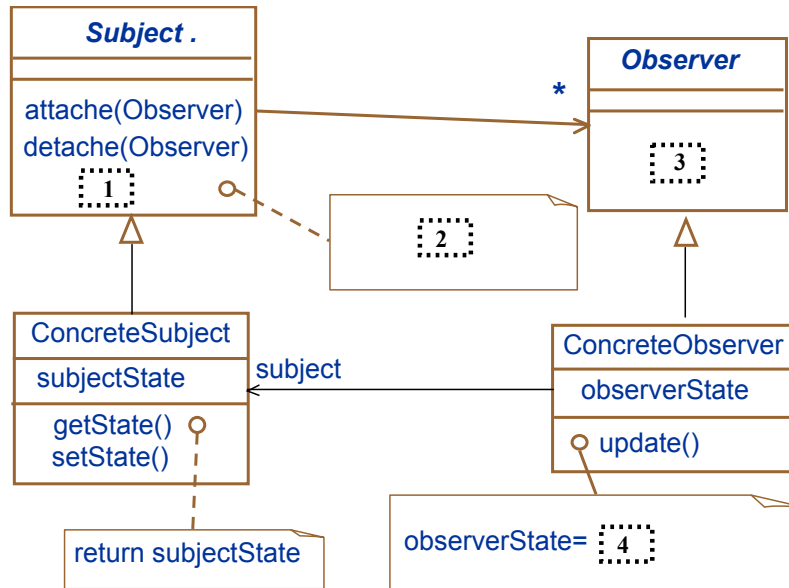 Subject .
attache(Observer)
detache(Observer)
1
*
Observer
3
2
ConcreteSubject
subjectState
getState()
setState()
subject
ConcreteObserver
observerState
update()
return subjectState
observerState= 4